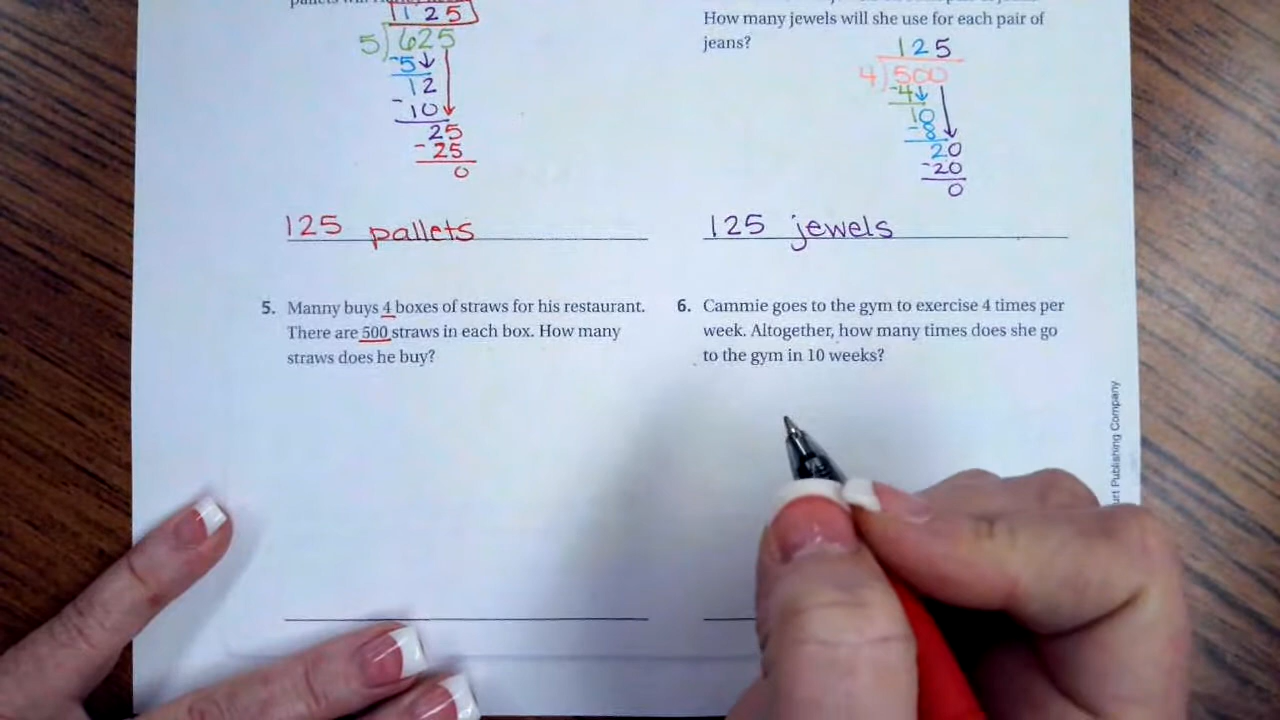 125
5)625
-5
12
-10
25
-25
0
125 pallets
How many jewels will she use for each pair of
jeans?
125
4)500
-4
10
-8
20
-20
0
125 jewels
5. Manny buys 4 boxes of straws for his restaurant.
There are 500 straws in each box. How many
straws does he buy?
6. Cammie goes to the gym to exercise 4 times per
week. Altogether, how many times does she go
to the gym in 10 weeks?
Publishing Company